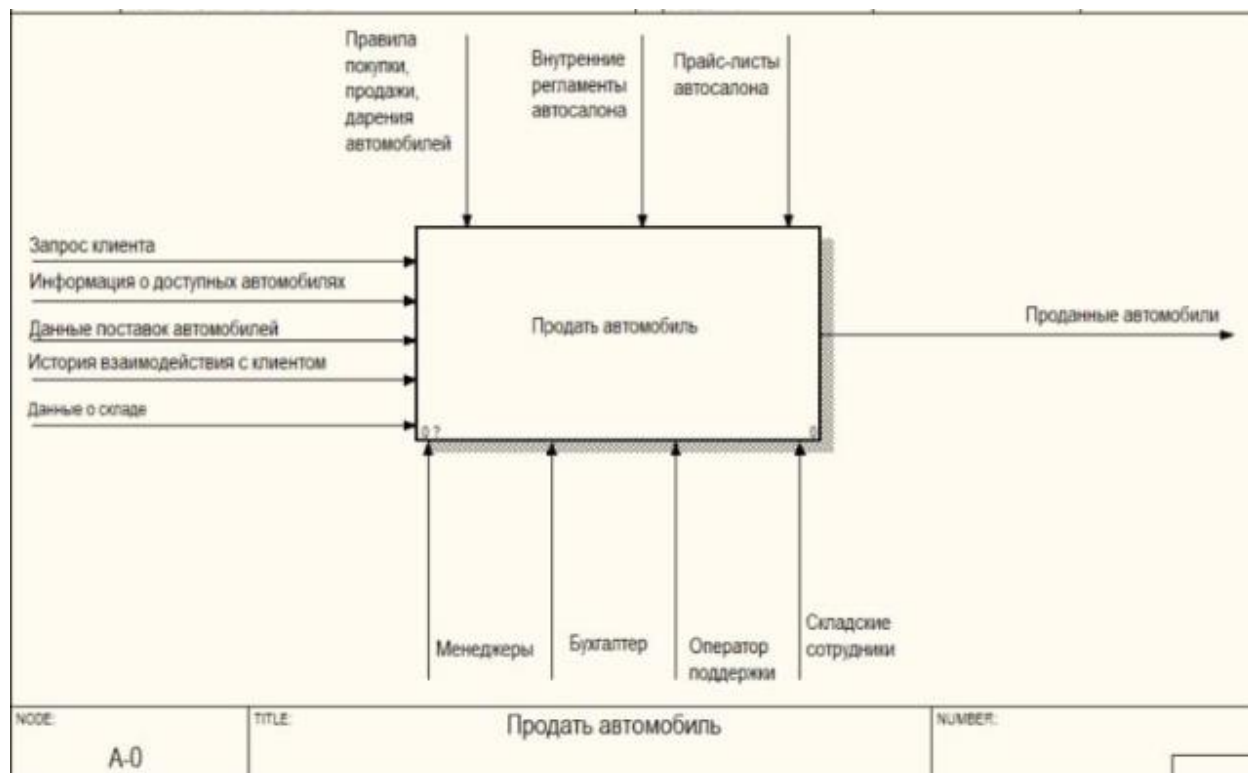 Правила
покупки,
продажи,
дарения
автомобилей
Внутренние
регламенты
автосалона
Прайс-листы
автосалона
Запрос клиента
Информация о доступных автомобилях
Данные поставок автомобилей
История взаимодействия с клиентом
Данные о складе
Продать автомобиль
0 ?
0
Проданные автомобили
Менеджеры
Бухгалтер
Оператор
поддержки
Складские
сотрудники
NODE:
A-0
TITLE:
Продать автомобиль
NUMBER: